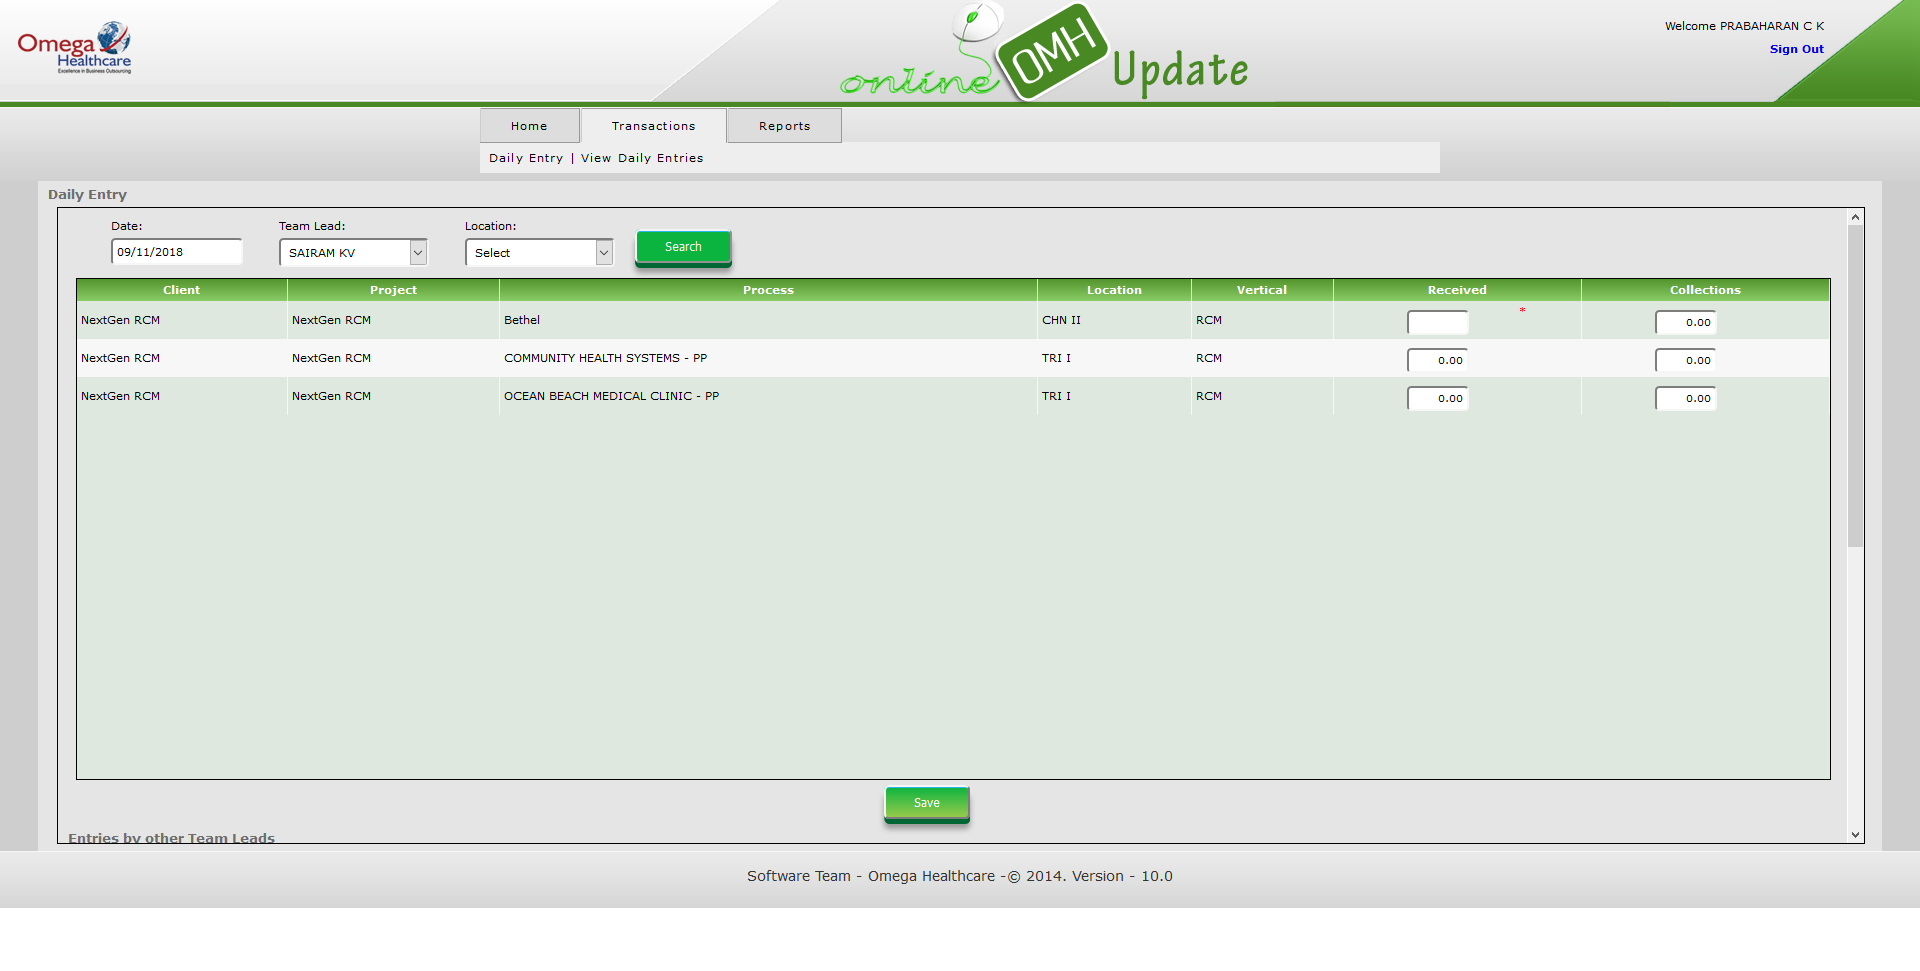 Omega
Healthcare
Excellence in Business Outsourcing
online OMH Update
Welcome PRABAHARAN C K
Sign Out
Home Transactions Reports
Daily Entry | View Daily Entries
Daily Entry
Date: Team Lead: Location:
09/11/2018 SAIRAM KV Select Search
Client Project Process Location Vertical Received Collections
NextGen RCM NextGen RCM Bethel CHN II RCM * 0.00
NextGen RCM NextGen RCM COMMUNITY HEALTH SYSTEMS - PP TRI I RCM 0.00 0.00
NextGen RCM NextGen RCM OCEAN BEACH MEDICAL CLINIC - PP TRI I RCM 0.00 0.00
Save
Entries by other Team Leads
Software Team - Omega Healthcare -© 2014. Version - 10.0